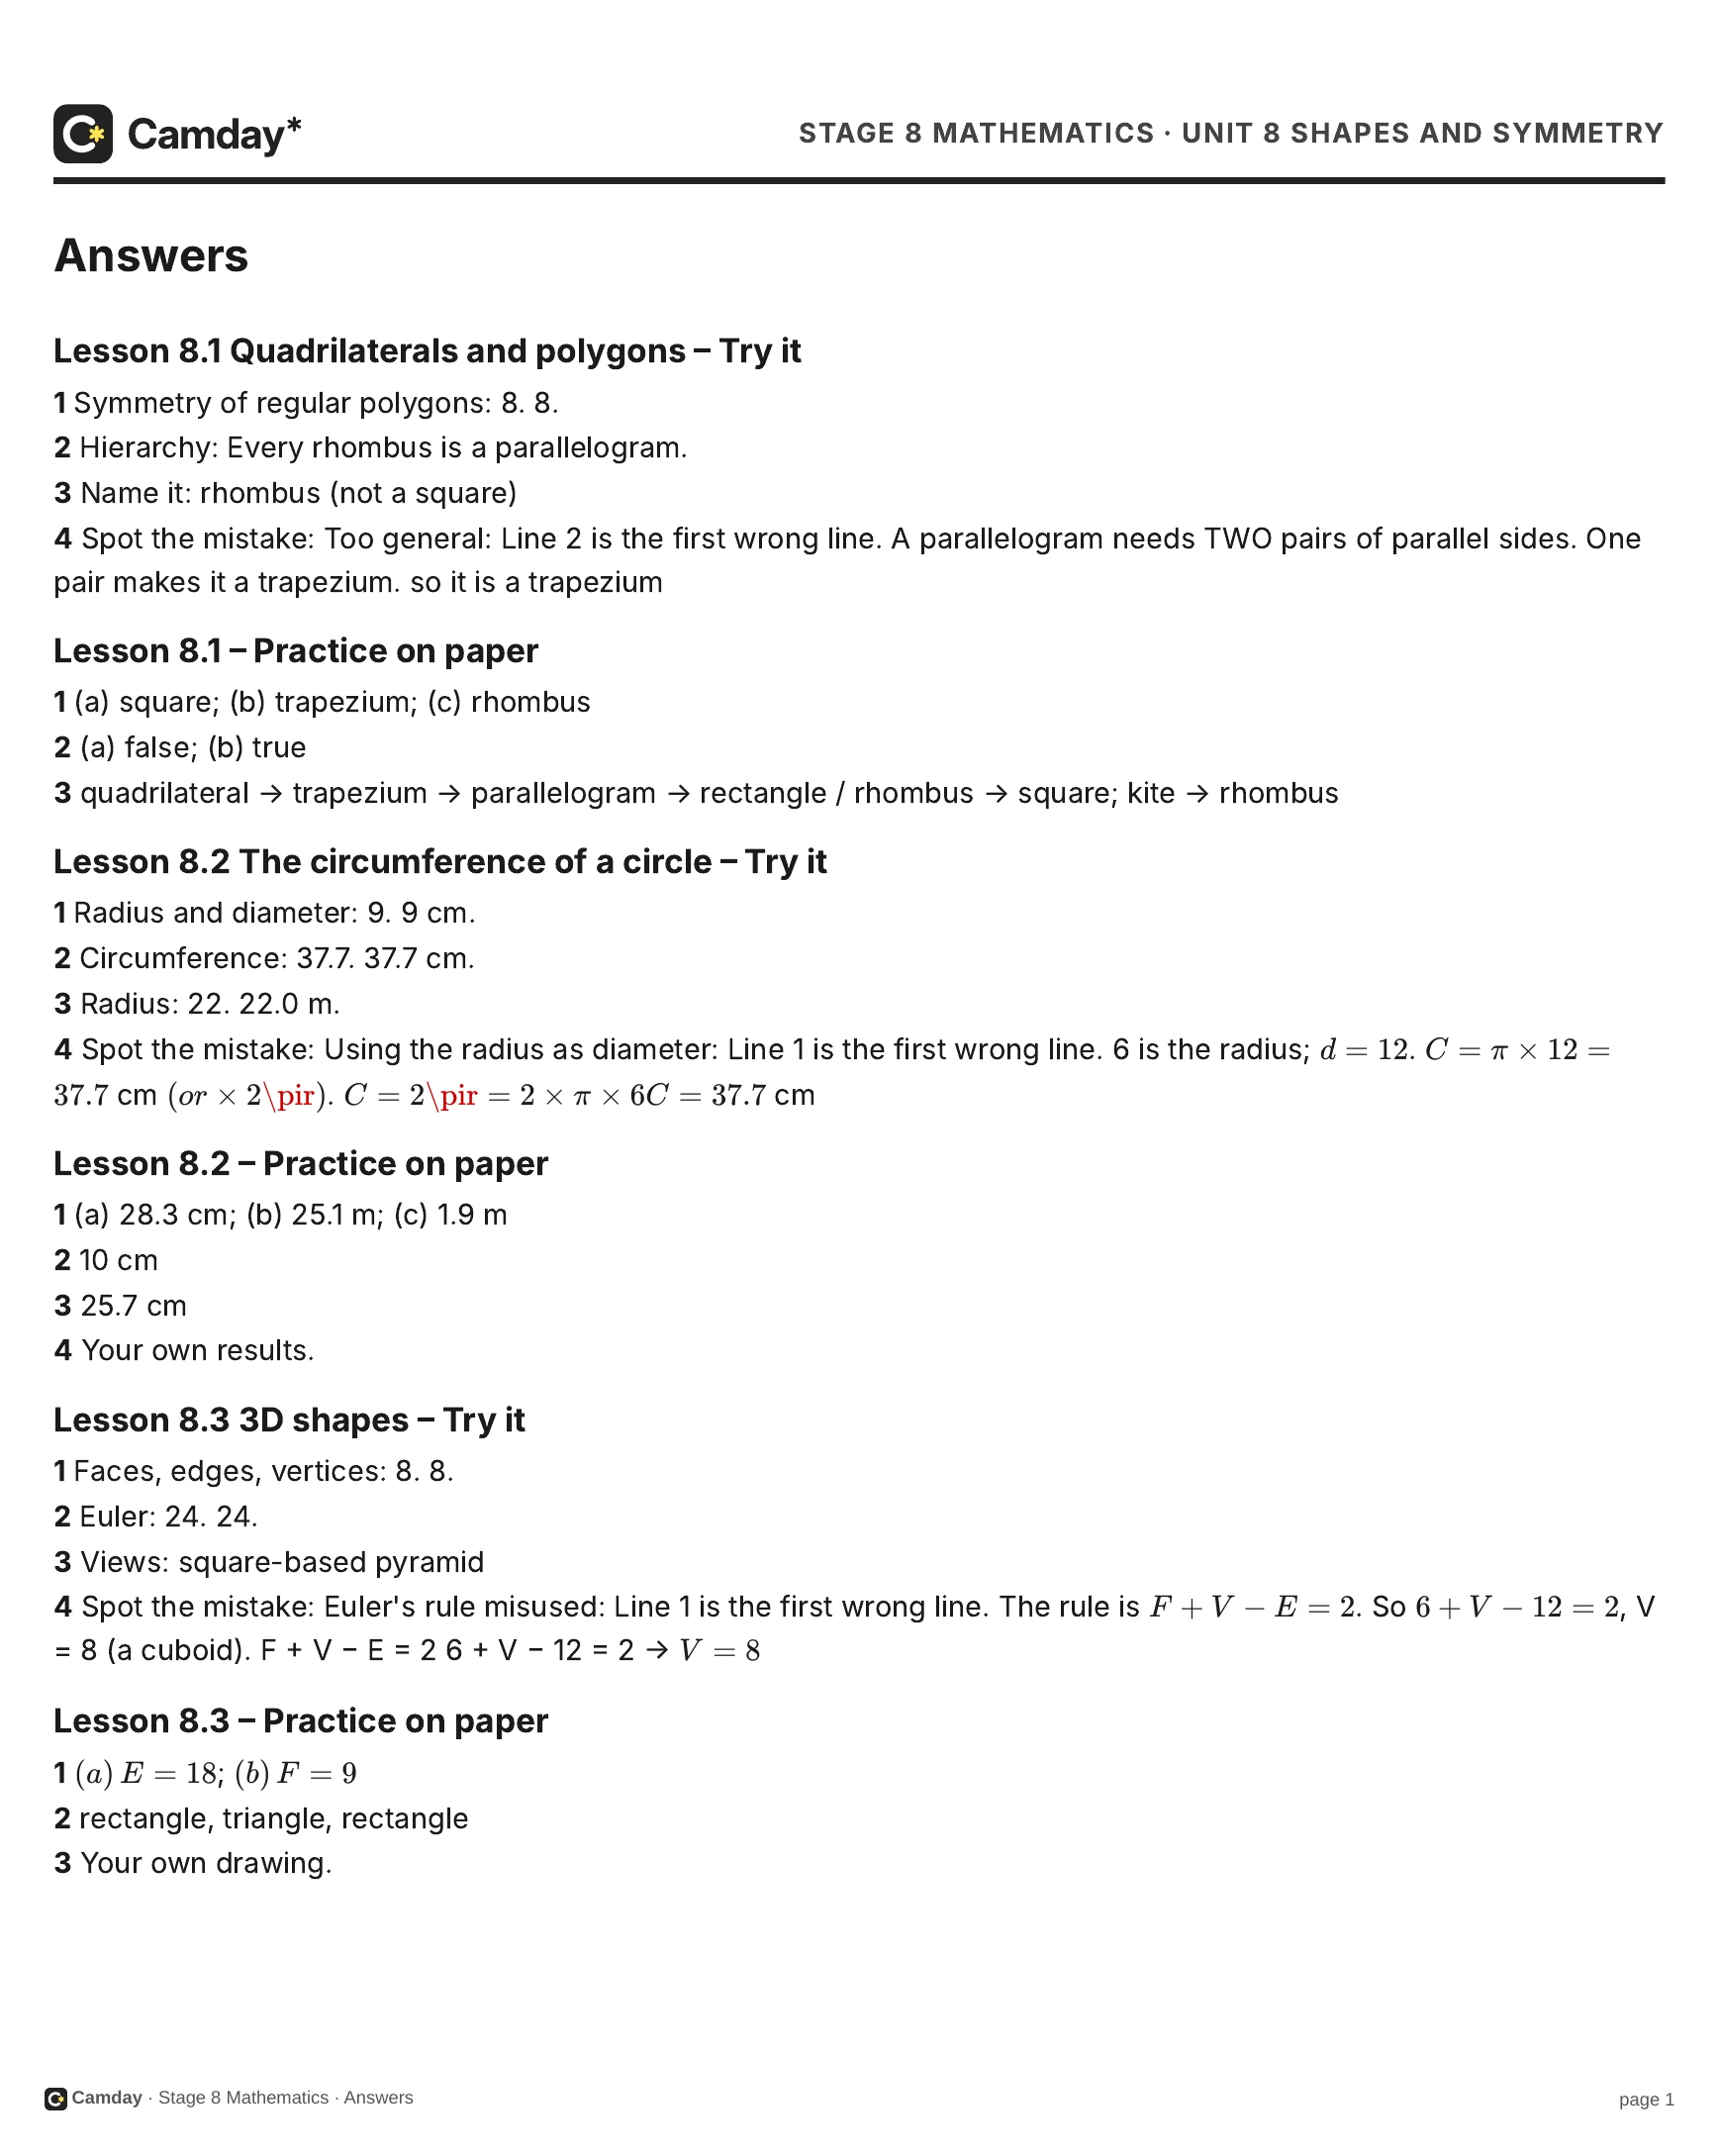 Camday*
STAGE 8 MATHEMATICS · UNIT 8 SHAPES AND SYMMETRY
Answers
Lesson 8.1 Quadrilaterals and polygons – Try it
1 Symmetry of regular polygons: 8. 8.
2 Hierarchy: Every rhombus is a parallelogram.
3 Name it: rhombus (not a square)
4 Spot the mistake: Too general: Line 2 is the first wrong line. A parallelogram needs TWO pairs of parallel sides. One
pair makes it a trapezium. so it is a trapezium
Lesson 8.1 – Practice on paper
1 (a) square; (b) trapezium; (c) rhombus
2 (a) false; (b) true
3 quadrilateral → trapezium → parallelogram → rectangle / rhombus → square; kite → rhombus
Lesson 8.2 The circumference of a circle – Try it
1 Radius and diameter: 9. 9 cm.
2 Circumference: 37.7. 37.7 cm.
3 Radius: 22. 22.0 m.
4 Spot the mistake: Using the radius as diameter: Line 1 is the first wrong line. 6 is the radius; d = 12. C = π × 12 =
37.7 cm (or × 2\pir). C = 2\pir = 2 × π × 6C = 37.7 cm
Lesson 8.2 – Practice on paper
1 (a) 28.3 cm; (b) 25.1 m; (c) 1.9 m
2 10 cm
3 25.7 cm
4 Your own results.
Lesson 8.3 3D shapes – Try it
1 Faces, edges, vertices: 8. 8.
2 Euler: 24. 24.
3 Views: square-based pyramid
4 Spot the mistake: Euler's rule misused: Line 1 is the first wrong line. The rule is F + V − E = 2. So 6 + V − 12 = 2, V
= 8 (a cuboid). F + V − E = 2 6 + V − 12 = 2 → V = 8
Lesson 8.3 – Practice on paper
1 (a) E = 18; (b) F = 9
2 rectangle, triangle, rectangle
3 Your own drawing.
Camday · Stage 8 Mathematics · Answers
page 1